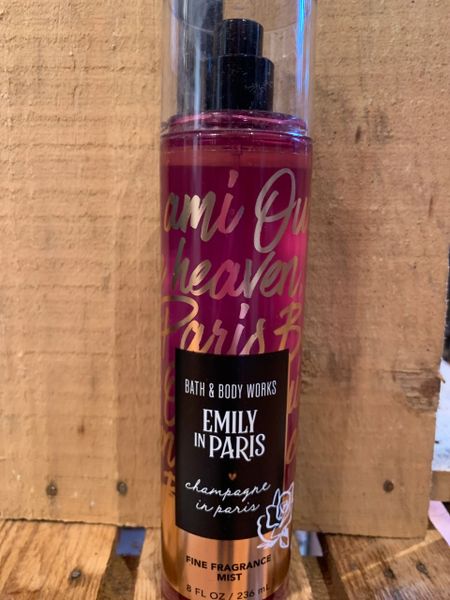 ami Ou
heaven
Paris B
BATH & BODY WORKS
EMILY
IN PARIS
champagne
in paris
FINE FRAGRANCE
MIST
8 FL OZ / 236 mL